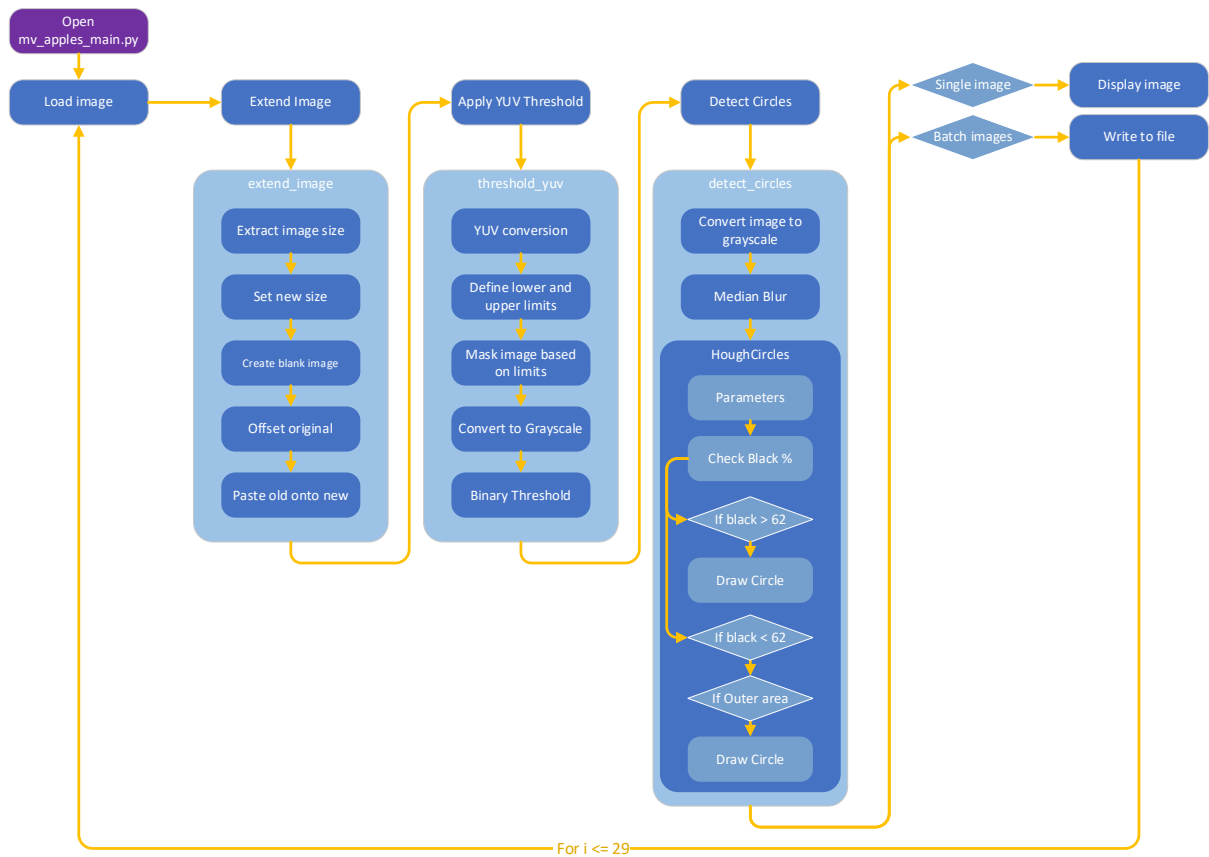 Open
mv_apples_main.py
Load image
Extend Image
Apply YUV Threshold
Detect Circles
Single image
Display image
Batch images
Write to file
extend_image
Extract image size
Set new size
Create blank image
Offset original
Paste old onto new
threshold_yuv
YUV conversion
Define lower and
upper limits
Mask image based
on limits
Convert to Grayscale
Binary Threshold
detect_circles
Convert image to
grayscale
Median Blur
HoughCircles
Parameters
Check Black %
If black > 62
Draw Circle
If black < 62
If Outer area
Draw Circle
For i <= 29